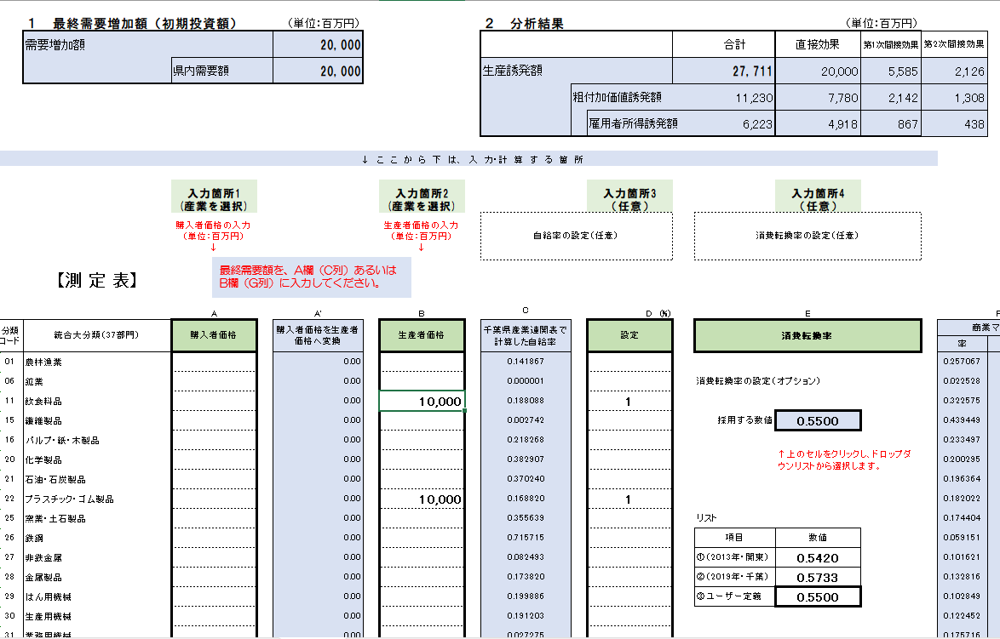 1　最終需要増加額（初期投資額）　（単位：百万円）
需要増加額　20,000
県内需要額　20,000
2　分析結果　（単位：百万円）
合計　直接効果　第1次間接効果　第2次間接効果
生産誘発額　27,711　20,000　5,585　2,126
粗付加価値誘発額　11,230　7,780　2,142　1,308
雇用者所得誘発額　6,223　4,918　867　438
↓ ここから下は、入力・計算する箇所
入力箇所1
（産業を選択）
購入者価格の入力
（単位：百万円）
↓
入力箇所2
（産業を選択）
生産者価格の入力
（単位：百万円）
↓
入力箇所3
（任意）
自給率の設定（任意）
入力箇所4
（任意）
消費転換率の設定（任意）
最終需要額を、A欄（C列）あるいは
B欄（G列）に入力してください。
【測 定 表】
A　A'　B　C　D　(%)　E　F
分類
コード　統合大分類（37部門）　購入者価格　購入者価格を生産者
価格へ変換　生産者価格　千葉県産業連関表で
計算した自給率　設定　消費転換率　商業マ
率
01　農林漁業　0.00　0.141867　0.257067
06　鉱業　0.00　0.000001　消費転換率の設定（オプション）　0.022528
11　飲食料品　0.00　10,000　0.188088　1　0.322575
15　繊維製品　0.00　0.002742　採用する数値　0.5500　0.439449
16　パルプ・紙・木製品　0.00　0.218268　0.233497
20　化学製品　0.00　0.382907　0.200295
↑上のセルをクリックし、ドロップダ
ウンリストから選択します。
21　石油・石炭製品　0.00　0.370240　0.196364
22　プラスチック・ゴム製品　0.00　10,000　0.168820　1　0.182022
25　窯業・土石製品　0.00　0.355639　リスト　0.174404
26　鉄鋼　0.00　0.715715　項目　数値　0.059151
27　非鉄金属　0.00　0.082493　①（2013年・関東）　0.5420　0.101621
28　金属製品　0.00　0.173820　②（2019年・千葉）　0.5733　0.132816
29　はん用機械　0.00　0.199886　③ユーザー定義　0.5500　0.102849
30　生産用機械　0.00　0.191203　0.122452
31　業務用機械　0.00　0.027275　0.175716